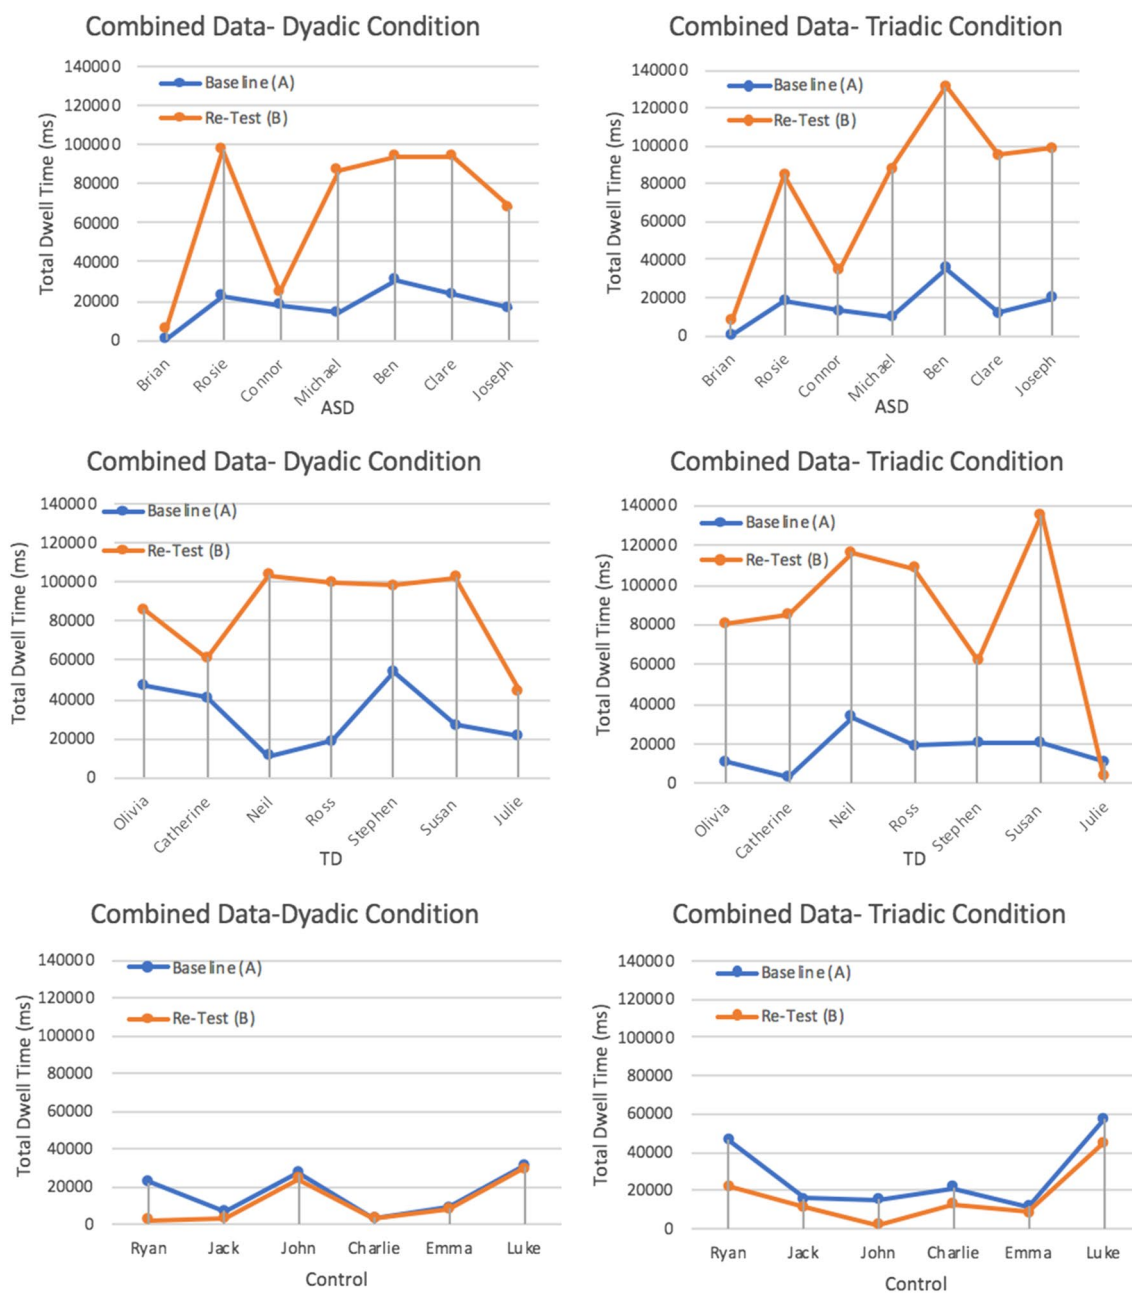 Combined Data- Dyadic Condition
Total Dwell Time (ms)
140000
120000
100000
80000
60000
40000
20000
0
Baseline (A)
Re-Test (B)
Brian
Rosie
Connor
Michael
Ben
Clare
Joseph
ASD
Combined Data- Triadic Condition
Total Dwell Time (ms)
140000
120000
100000
80000
60000
40000
20000
0
Baseline (A)
Re-Test (B)
Brian
Rosie
Connor
Michael
Ben
Clare
Joseph
ASD
Combined Data- Dyadic Condition
Total Dwell Time (ms)
140000
120000
100000
80000
60000
40000
20000
0
Baseline (A)
Re-Test (B)
Olivia
Catherine
Neil
Ross
Stephen
Susan
Julie
TD
Combined Data- Triadic Condition
Total Dwell Time (ms)
140000
120000
100000
80000
60000
40000
20000
0
Baseline (A)
Re-Test (B)
Olivia
Catherine
Neil
Ross
Stephen
Susan
Julie
TD
Combined Data-Dyadic Condition
Total Dwell Time (ms)
140000
120000
100000
80000
60000
40000
20000
0
Baseline (A)
Re-Test (B)
Ryan
Jack
John
Charlie
Emma
Luke
Control
Combined Data- Triadic Condition
Total Dwell Time (ms)
140000
120000
100000
80000
60000
40000
20000
0
Baseline (A)
Re-Test (B)
Ryan
Jack
John
Charlie
Emma
Luke
Control